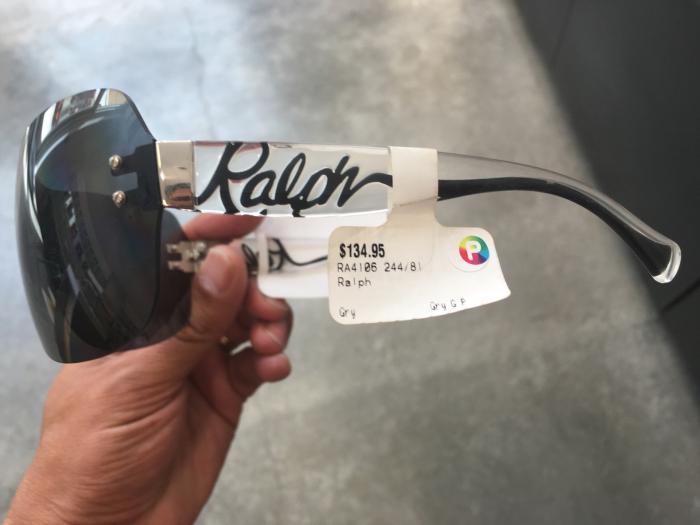 Ralph
$134.95
P
RA4106 244/81
Ralph
Gry Gry G P